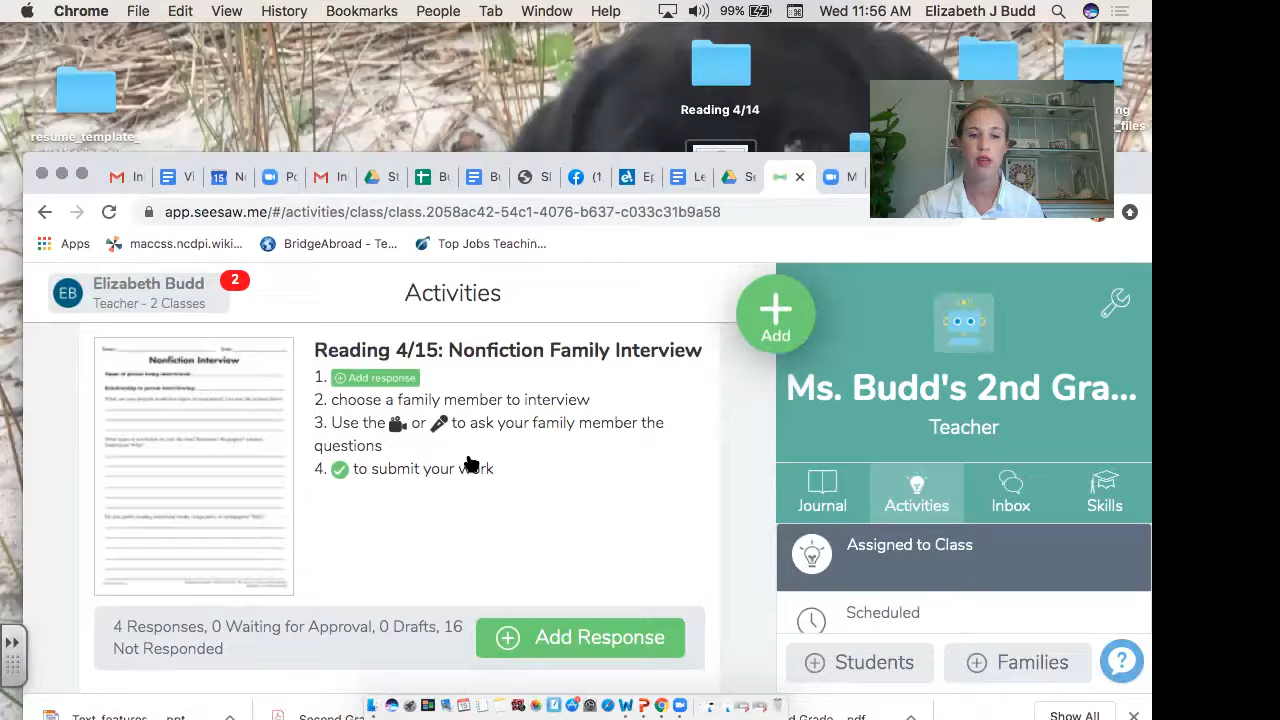 Chrome File Edit View History Bookmarks People Tab Window Help 99% Wed 11:56 AM Elizabeth J Budd
Reading 4/14
resume_template_
_files
app.seesaw.me/#/activities/class/class.2058ac42-54c1-4076-b637-c033c31b9a58
Apps maccss.ncdpi.wiki... BridgeAbroad - Te... Top Jobs Teachin...
EB Elizabeth Budd 2
Teacher - 2 Classes
Activities
Add
Nonfiction Interview
Reading 4/15: Nonfiction Family Interview
1. Add response
2. choose a family member to interview
3. Use the or to ask your family member the
questions
4. to submit your work
4 Responses, 0 Waiting for Approval, 0 Drafts, 16
Not Responded
Add Response
Ms. Budd's 2nd Gra...
Teacher
Journal Activities Inbox Skills
Assigned to Class
Scheduled
Students Families ?
Show All